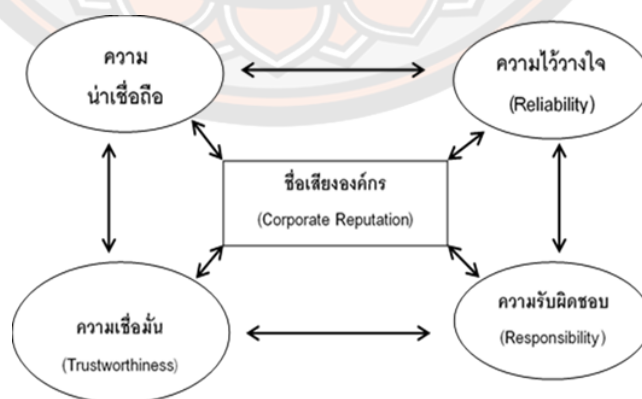 ความ
น่าเชื่อถือ
ความไว้วางใจ
(Reliability)
ชื่อเสียงองค์กร
(Corporate Reputation)
ความเชื่อมั่น
(Trustworthiness)
ความรับผิดชอบ
(Responsibility)